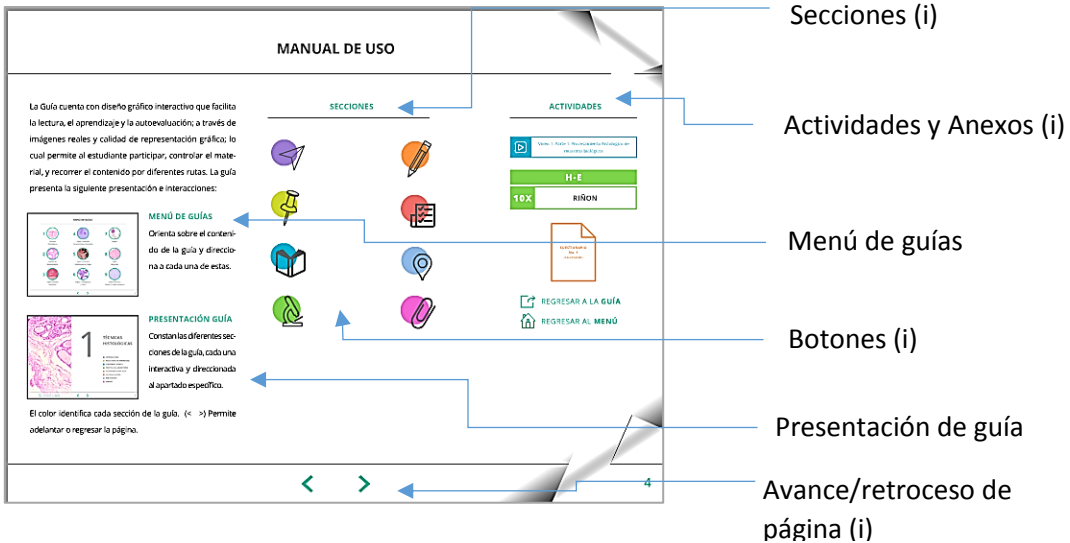 MANUAL DE USO
La Guía cuenta con diseño gráfico interactivo que facilita
la lectura, el aprendizaje y la autoevaluación; a través de
imágenes reales y calidad de representación gráfica; lo
cual permite al estudiante participar, controlar el mate-
rial, y recorrer el contenido por diferentes rutas. La guía
presenta la siguiente presentación e interacciones:
MENÚ DE GUÍAS
Orienta sobre el conteni-
do de la guía y direccio-
na a cada una de estas.
1
TÉCNICAS
HISTOLÓGICAS
PRESENTACIÓN GUÍA
Constan las diferentes sec-
ciones de la guía, cada una
interactiva y direccionada
al apartado específico.
El color identifica cada sección de la guía. (< >) Permite
adelantar o regresar la página.
SECCIONES
ACTIVIDADES
H-E
10X RIÑON
REGRESAR A LA GUÍA
REGRESAR AL MENÚ
< >
4
Secciones (i)
Actividades y Anexos (i)
Menú de guías
Botones (i)
Presentación de guía
Avance/retroceso de
página (i)